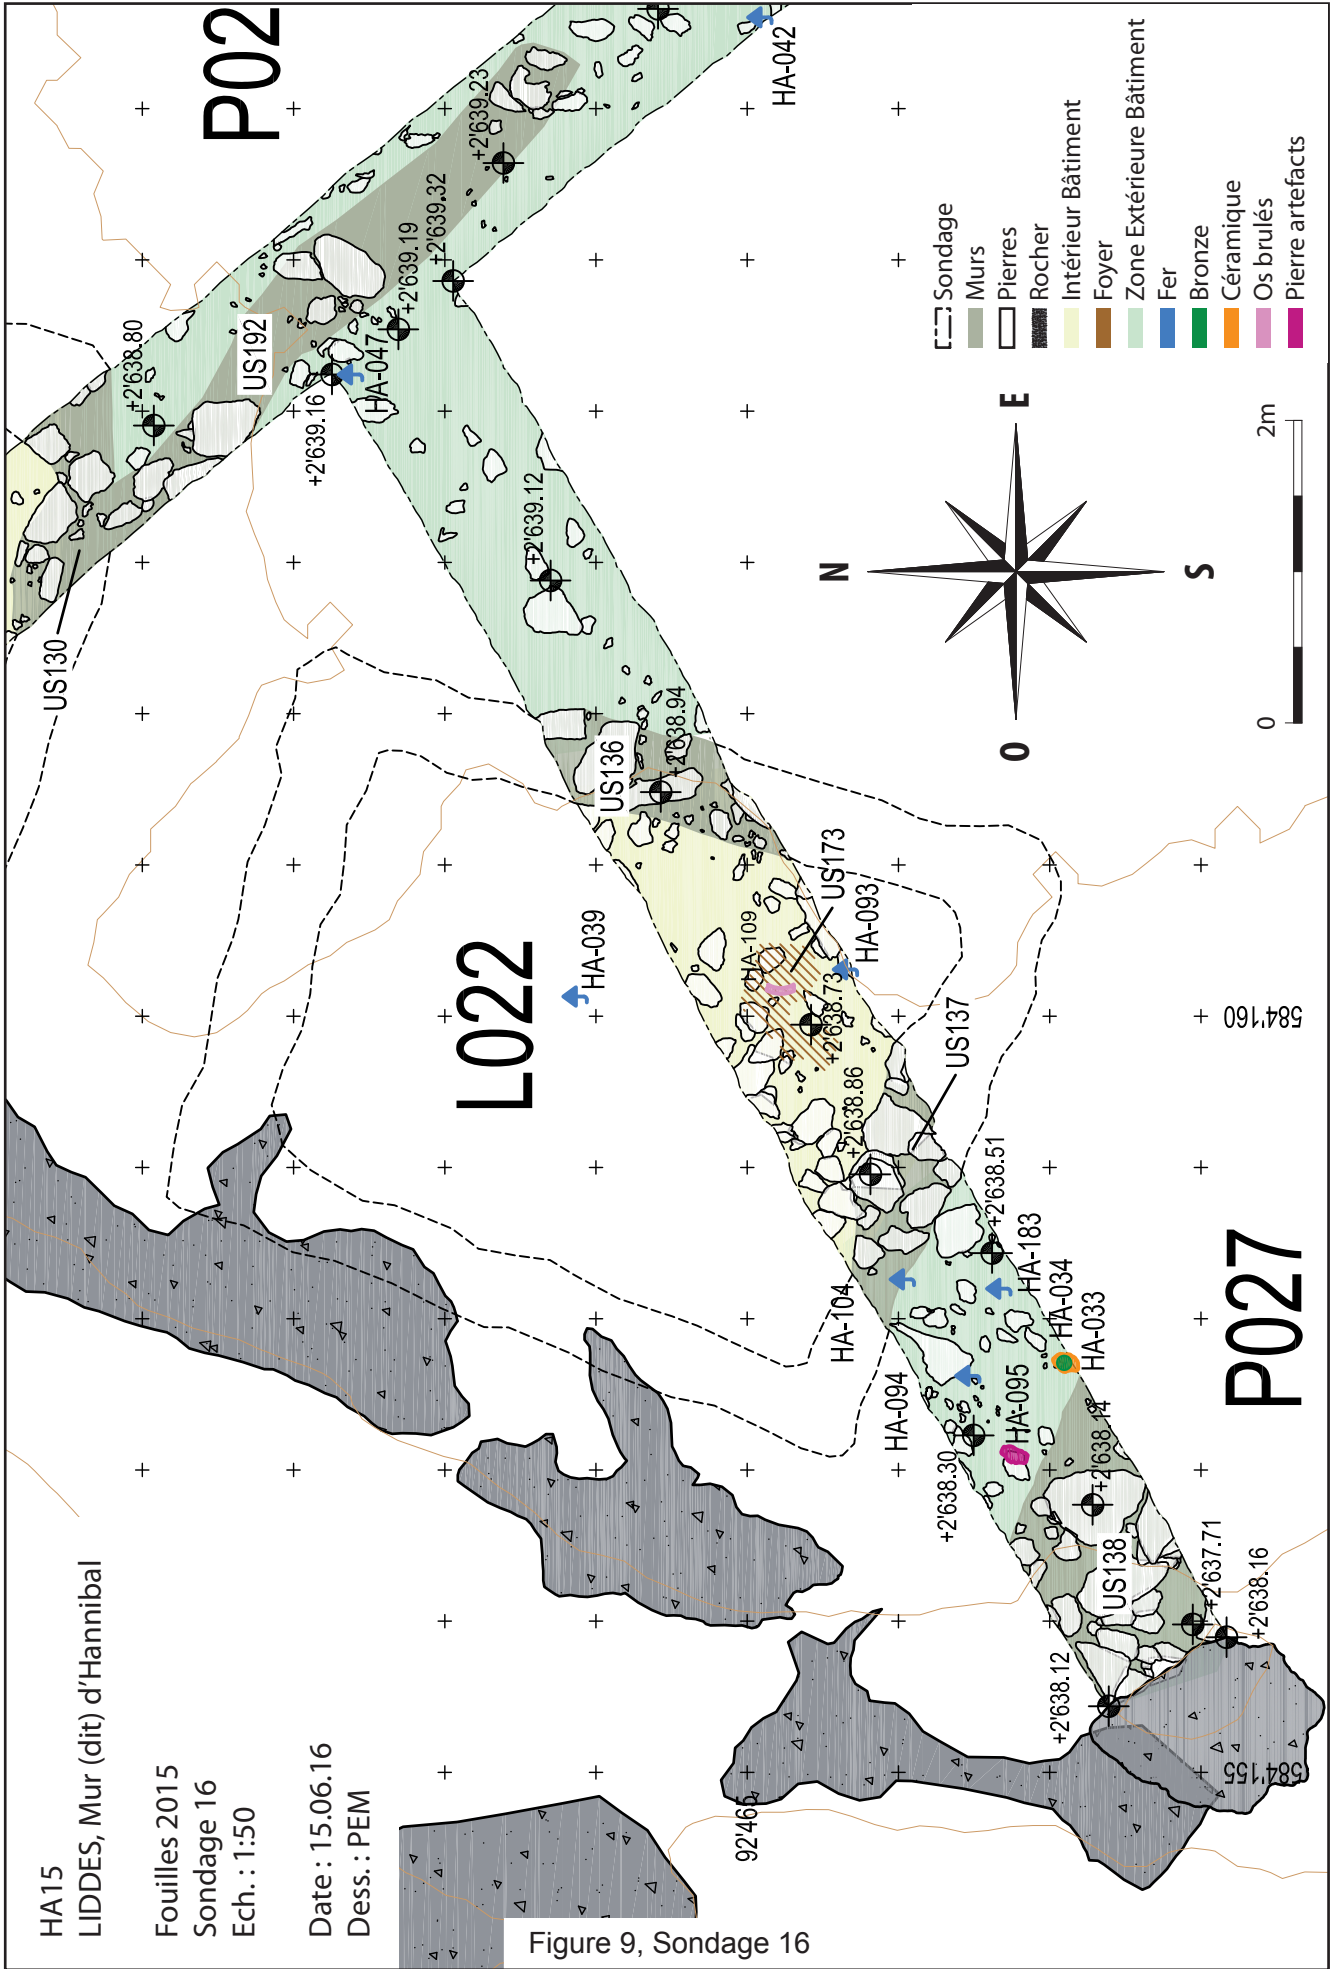 HA15
LIDDES, Mur (dit) d'Hannibal
Fouilles 2015
Sondage 16
Ech. : 1:50
Date : 15.06.16
Dess. : PEM
P02
L022
P027
US130
US192
US136
US173
US137
US138
HA-042
HA-047
HA-039
HA-109
HA-093
HA-104
HA-183
HA-034
HA-033
HA-094
HA-095
+2'638.80
+2'639.23
+2'639.32
+2'639.19
+2'639.16
+2'639.12
+2'638.94
+2'638.73
+2'638.86
+2'638.51
+2'638.30
+2'638.14
+2'637.71
+2'638.16
+2'638.12
92'465
584'155
584'160
N
E
S
O
0
2m
Sondage
Murs
Pierres
Rocher
Intérieur Bâtiment
Foyer
Zone Extérieure Bâtiment
Fer
Bronze
Céramique
Os brulés
Pierre artefacts
Figure 9, Sondage 16